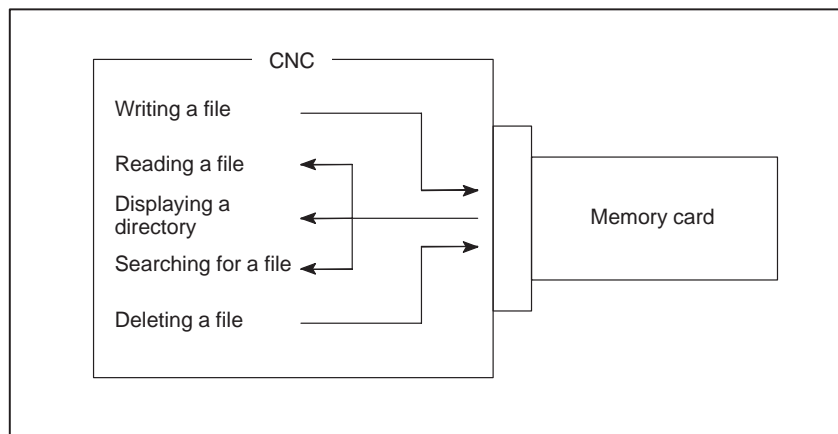 CNC
Writing a file
Reading a file
Displaying a
directory
Searching for a file
Deleting a file
Memory card